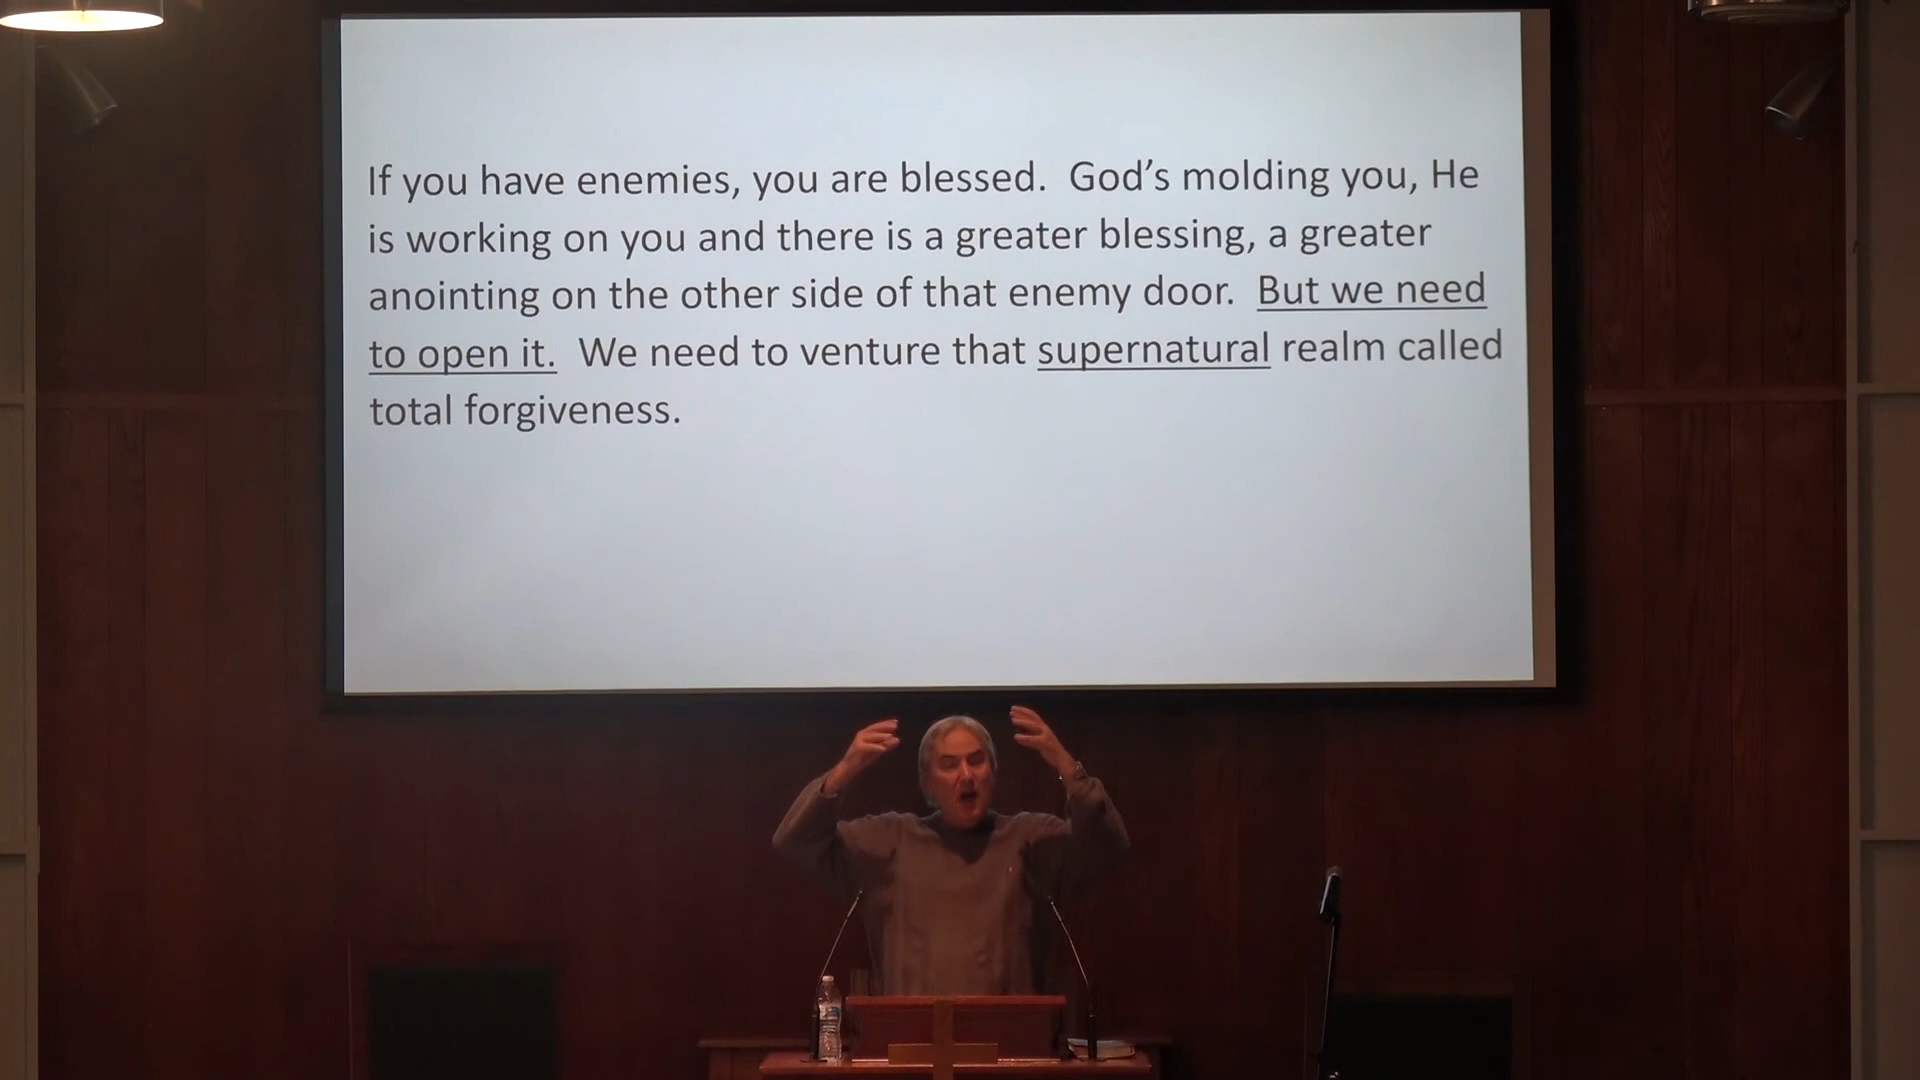 If you have enemies, you are blessed.  God’s molding you, He
is working on you and there is a greater blessing, a greater
anointing on the other side of that enemy door.  But we need
to open it.  We need to venture that supernatural realm called
total forgiveness.